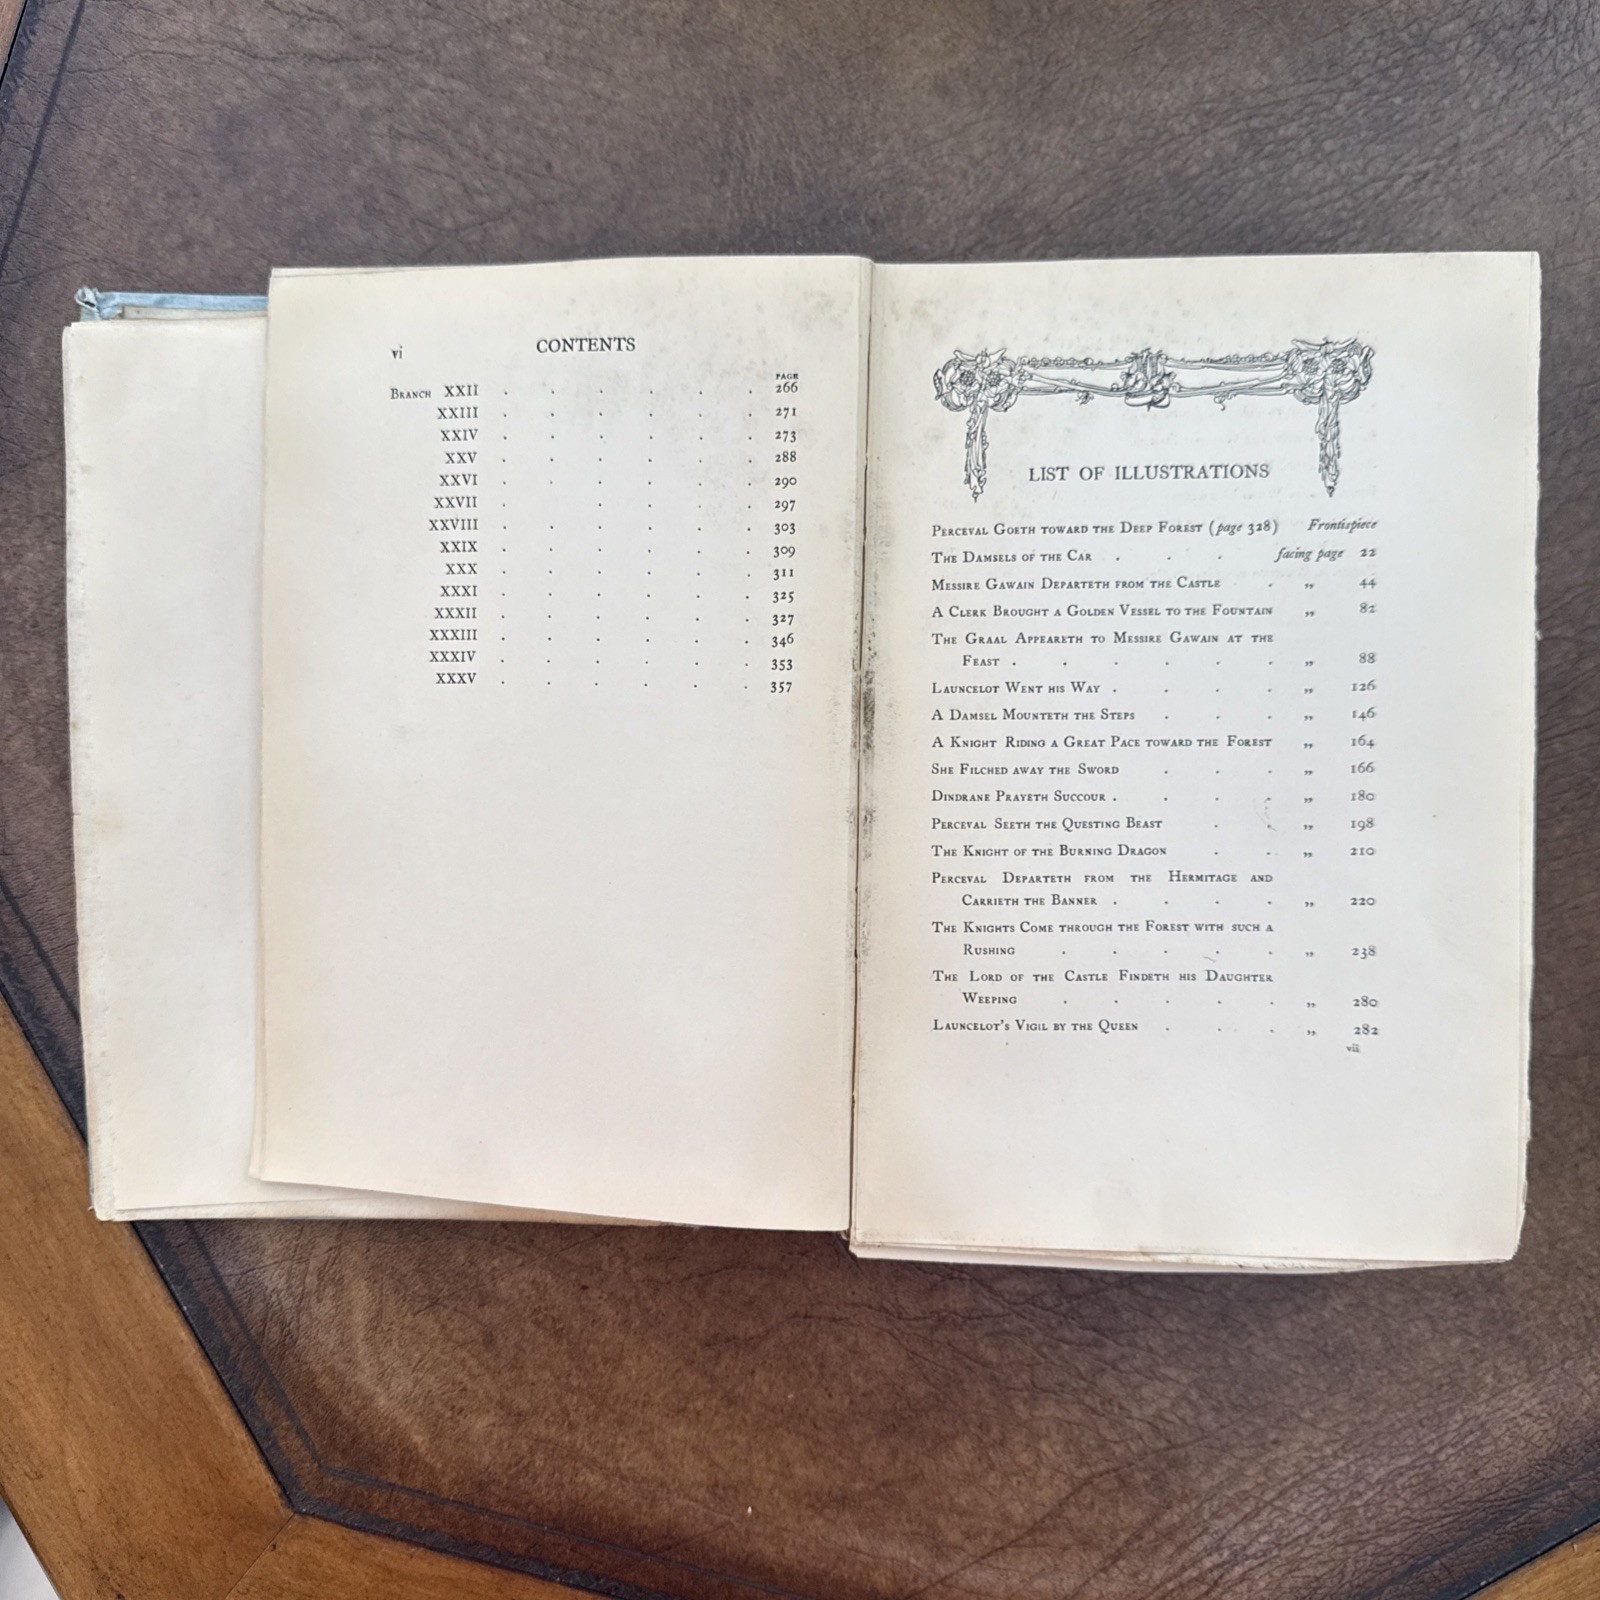 vi CONTENTS
PAGE
Branch XXII . . . . . . 266
XXIII . . . . . . 271
XXIV . . . . . . 273
XXV . . . . . . 288
XXVI . . . . . . 290
XXVII . . . . . . 297
XXVIII . . . . . . 303
XXIX . . . . . . 309
XXX . . . . . . 311
XXXI . . . . . . 325
XXXII . . . . . . 327
XXXIII . . . . . . 346
XXXIV . . . . . . 353
XXXV . . . . . . 357
LIST OF ILLUSTRATIONS
Perceval Goeth toward the Deep Forest (page 328) Frontispiece
The Damsels of the Car . . . facing page 22
Messire Gawain Departeth from the Castle . „ 44
A Clerk Brought a Golden Vessel to the Fountain „ 82
The Graal Appeareth to Messire Gawain at the
Feast . . . . . . „ 88
Launcelot Went his Way . . . . „ 126
A Damsel Mounteth the Steps . . . „ 146
A Knight Riding a Great Pace toward the Forest „ 164
She Filched away the Sword . . . „ 166
Dindrane Prayeth Succour . . . . „ 180
Perceval Seeth the Questing Beast . . „ 198
The Knight of the Burning Dragon . . „ 210
Perceval Departeth from the Hermitage and
Carrieth the Banner . . . . „ 220
The Knights Come through the Forest with such a
Rushing . . . . . „ 238
The Lord of the Castle Findeth his Daughter
Weeping . . . . . „ 280
Launcelot's Vigil by the Queen . . . „ 282
vii